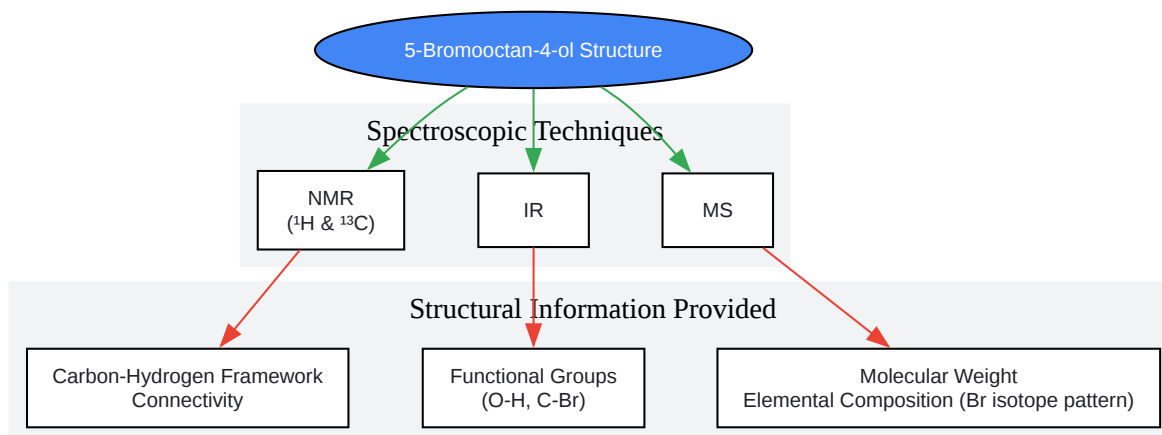 5-Bromooctan-4-ol Structure
Spectroscopic Techniques
NMR
(¹H & ¹³C)
IR
MS
Structural Information Provided
Carbon-Hydrogen Framework
Connectivity
Functional Groups
(O-H, C-Br)
Molecular Weight
Elemental Composition (Br isotope pattern)